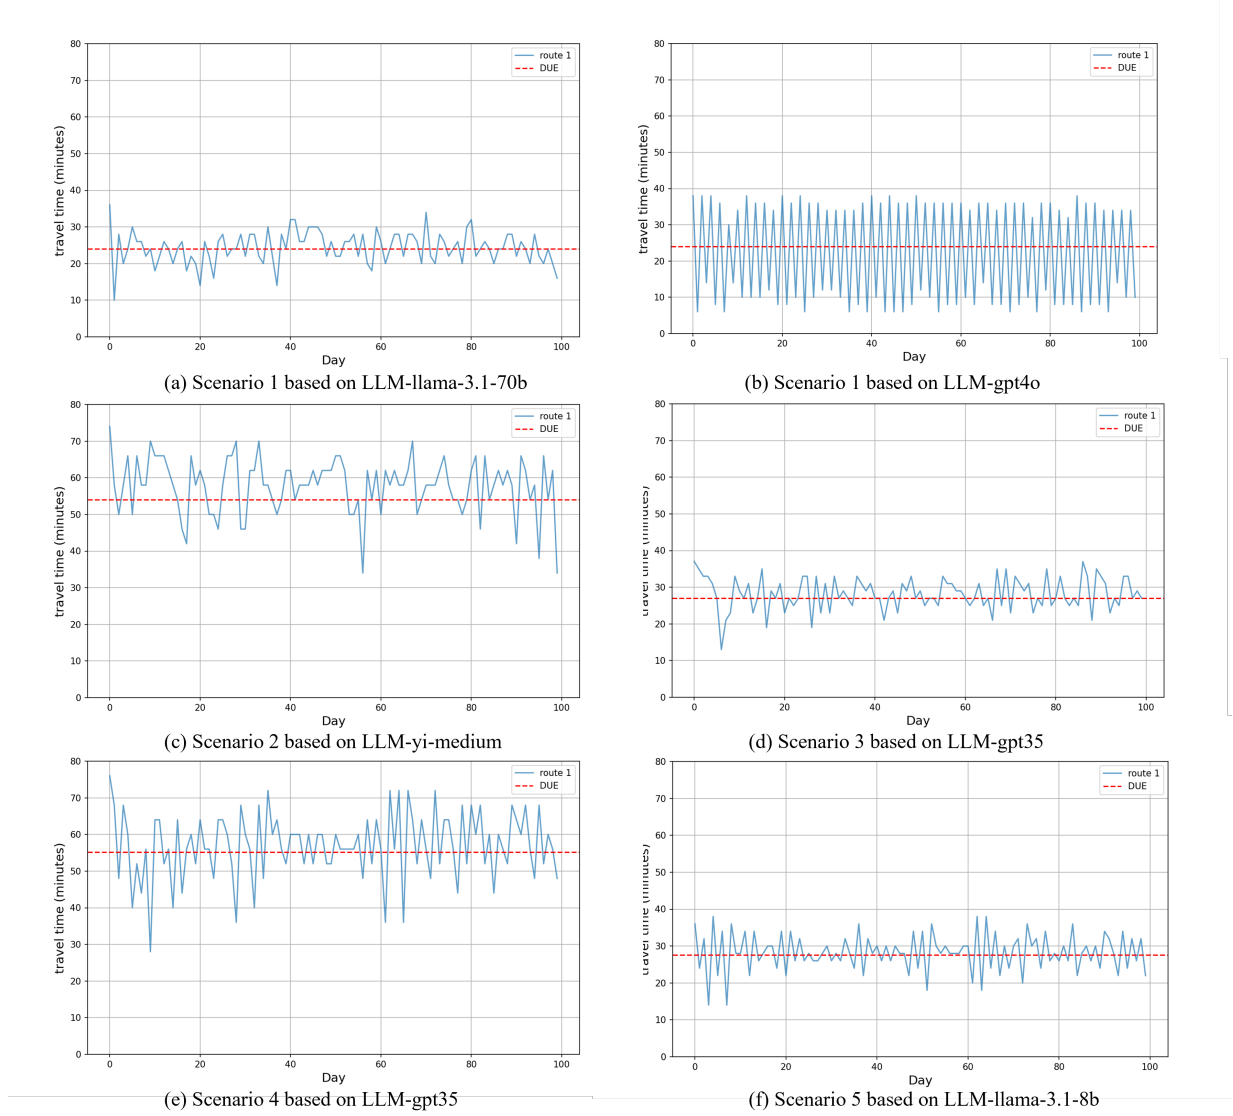 80
70
60
50
40
30
20
10
0
travel time (minutes)
route 1
DUE
0 20 40 60 80 100
Day
(a) Scenario 1 based on LLM-llama-3.1-70b
80
70
60
50
40
30
20
10
0
travel time (minutes)
route 1
DUE
0 20 40 60 80 100
Day
(b) Scenario 1 based on LLM-gpt4o
80
70
60
50
40
30
20
10
0
travel time (minutes)
route 1
DUE
0 20 40 60 80 100
Day
(c) Scenario 2 based on LLM-yi-medium
80
70
60
50
40
30
20
10
0
travel time (minutes)
route 1
DUE
0 20 40 60 80 100
Day
(d) Scenario 3 based on LLM-gpt35
80
70
60
50
40
30
20
10
0
travel time (minutes)
route 1
DUE
0 20 40 60 80 100
Day
(e) Scenario 4 based on LLM-gpt35
80
70
60
50
40
30
20
10
0
travel time (minutes)
route 1
DUE
0 20 40 60 80 100
Day
(f) Scenario 5 based on LLM-llama-3.1-8b